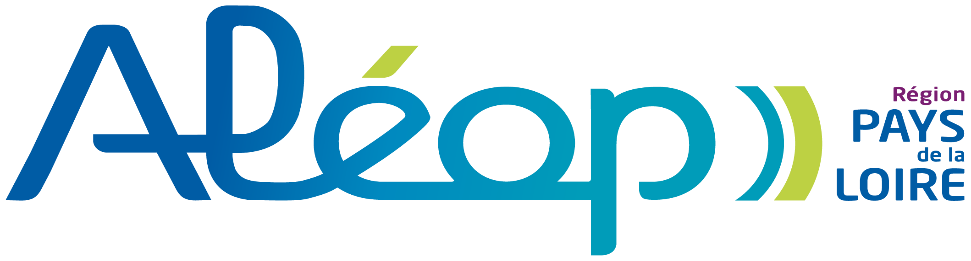 Aléop
Région
PAYS
de la
LOIRE